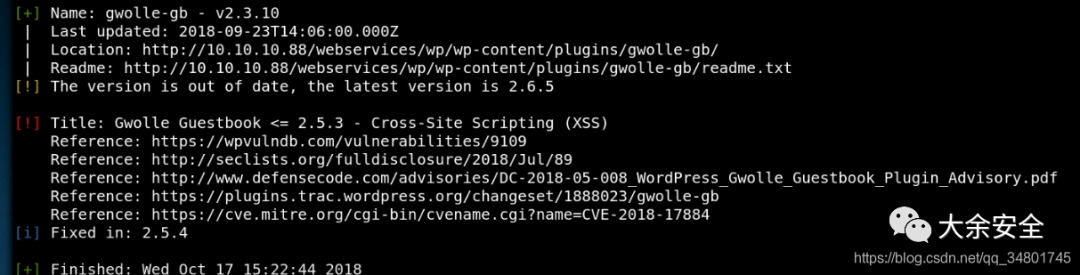 [+] Name: gwolle-gb - v2.3.10
| Last updated: 2018-09-23T14:06:00.000Z
| Location: http://10.10.10.88/webservices/wp/wp-content/plugins/gwolle-gb/
| Readme: http://10.10.10.88/webservices/wp/wp-content/plugins/gwolle-gb/readme.txt
[!] The version is out of date, the latest version is 2.6.5
[!] Title: Gwolle Guestbook <= 2.5.3 - Cross-Site Scripting (XSS)
Reference: https://wpvulndb.com/vulnerabilities/9109
Reference: http://seclists.org/fulldisclosure/2018/Jul/89
Reference: http://www.defensecode.com/advisories/DC-2018-05-008_WordPress_Gwolle_Guestbook_Plugin_Advisory.pdf
Reference: https://plugins.trac.wordpress.org/changeset/1888023/gwolle-gb
Reference: https://cve.mitre.org/cgi-bin/cvename.cgi?name=CVE-2018-17884
[i] Fixed in: 2.5.4
大余安全
https://blog.csdn.net/qq_34801745
[+] Finished: Wed Oct 17 15:22:44 2018